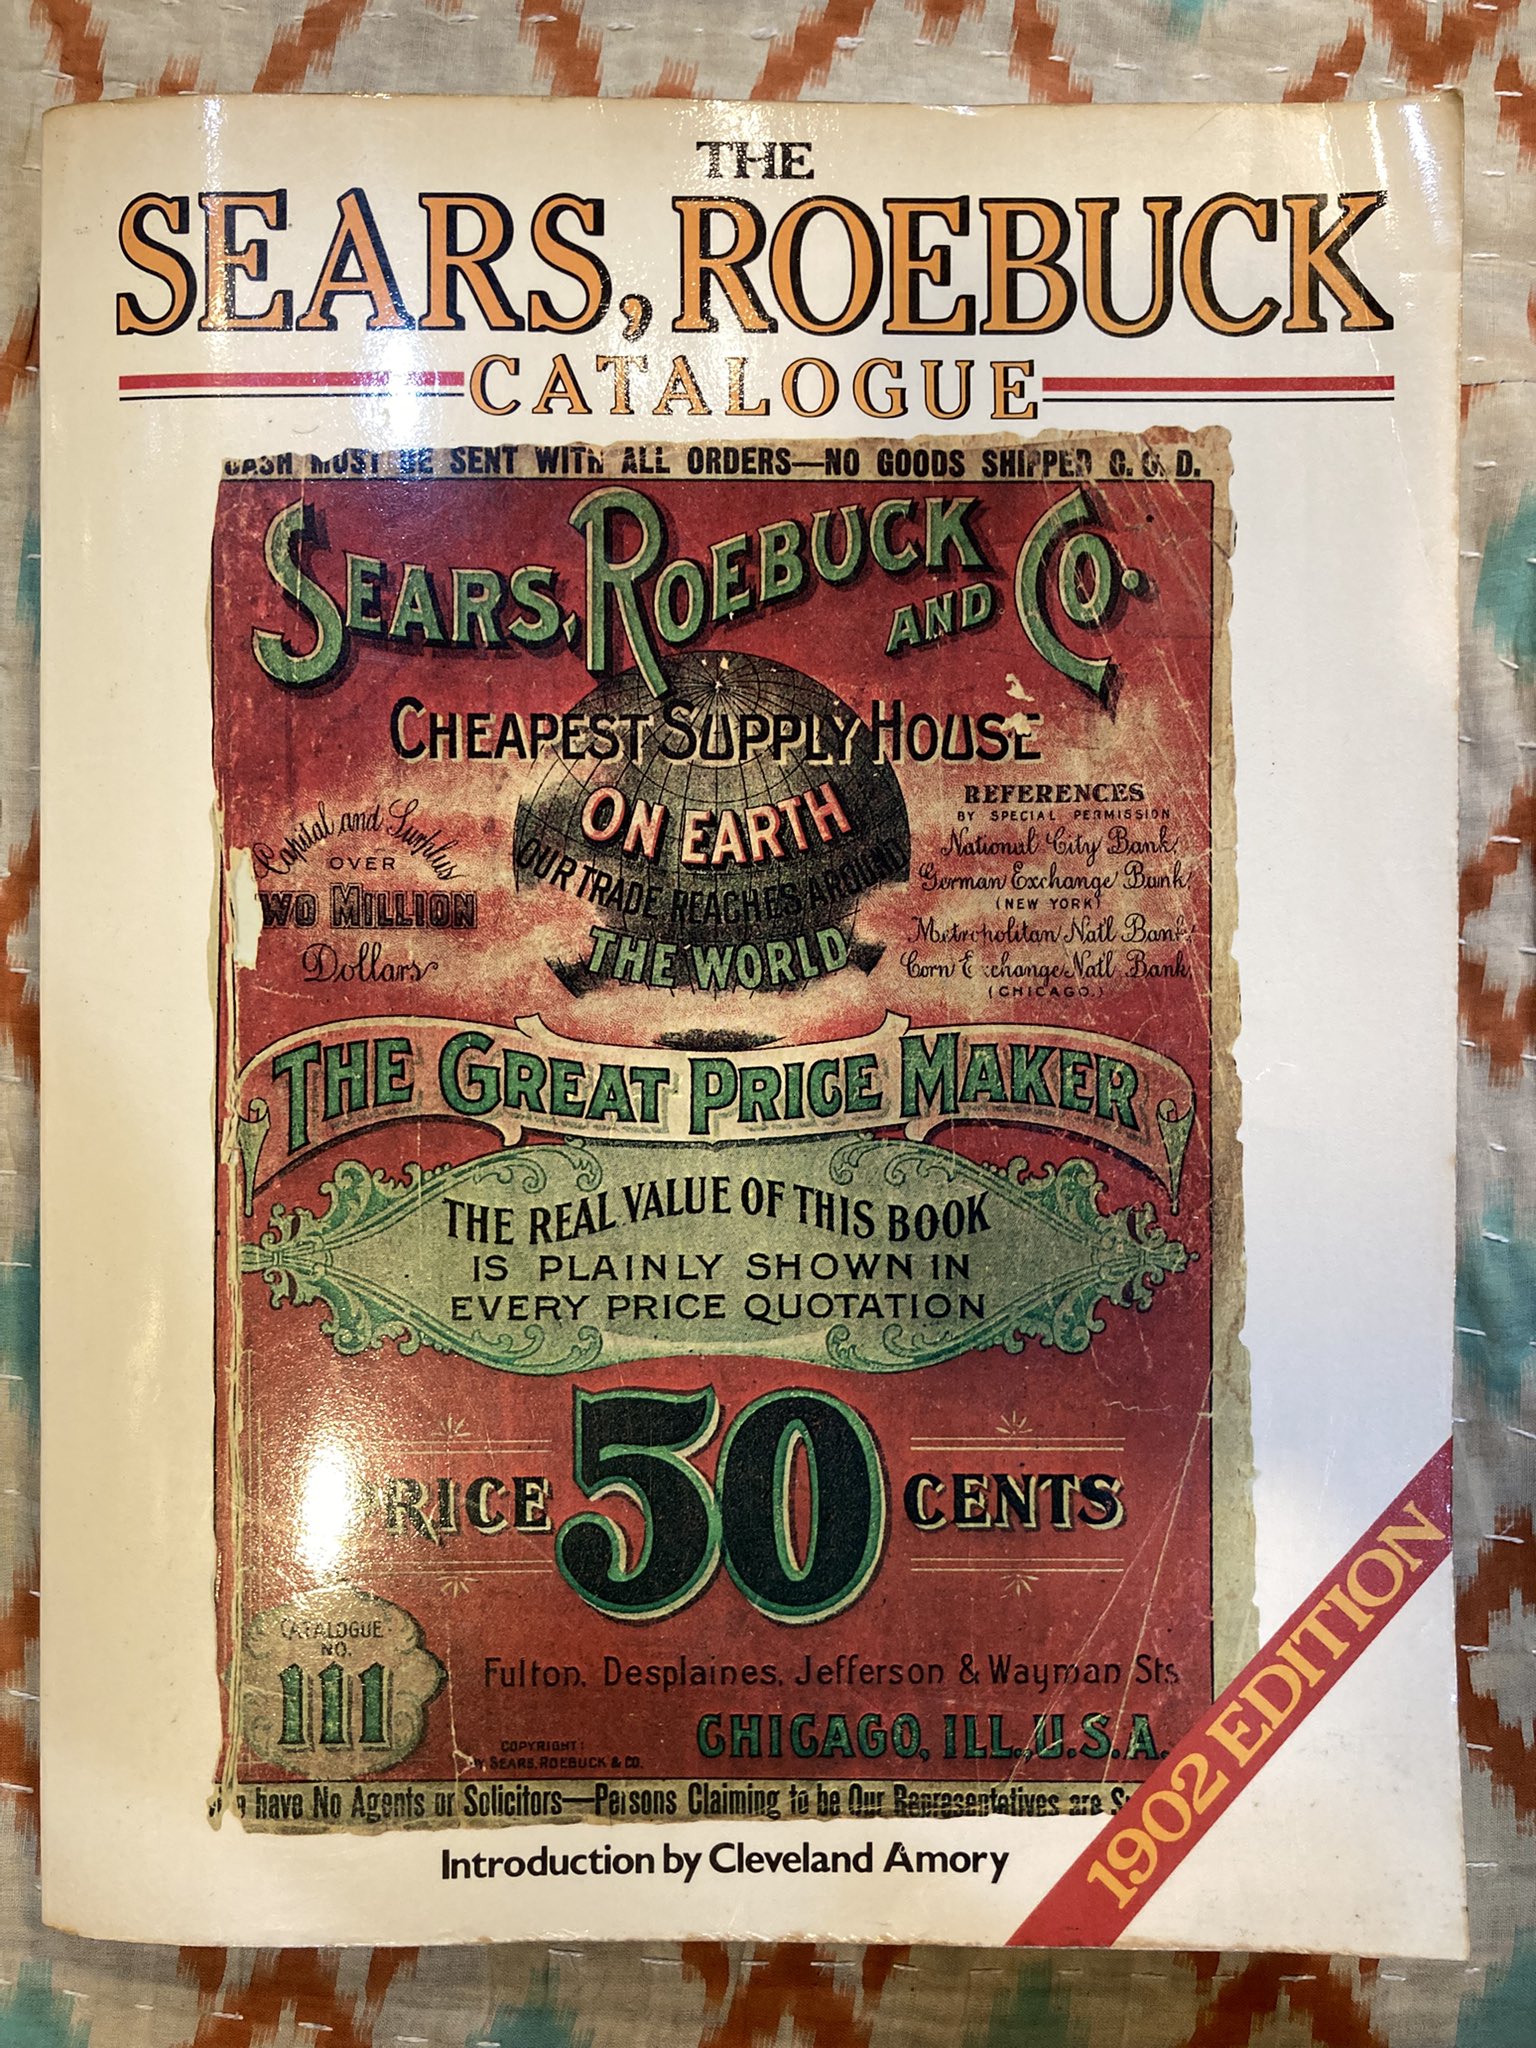 THE
SEARS, ROEBUCK
CATALOGUE
CASH MUST BE SENT WITH ALL ORDERS—NO GOODS SHIPPED C. O. D.
SEARS, ROEBUCK AND CO.
CHEAPEST SUPPLY HOUSE
ON EARTH
OUR TRADE REACHES AROUND
THE WORLD
Capital and Surplus
OVER
TWO MILLION
Dollars
REFERENCES
BY SPECIAL PERMISSION
National City Bank,
German Exchange Bank,
(NEW YORK)
Metropolitan Nat'l Bank,
Corn Exchange Nat'l Bank,
(CHICAGO.)
THE GREAT PRICE MAKER
THE REAL VALUE OF THIS BOOK
IS PLAINLY SHOWN IN
EVERY PRICE QUOTATION
PRICE 50 CENTS
CATALOGUE
NO.
111
Fulton, Desplaines, Jefferson & Wayman Sts
CHICAGO, ILL., U.S.A.
COPYRIGHT:
BY SEARS, ROEBUCK & CO.
have No Agents or Solicitors—Persons Claiming to be Our Representatives are
Introduction by Cleveland Amory
1902 EDITION